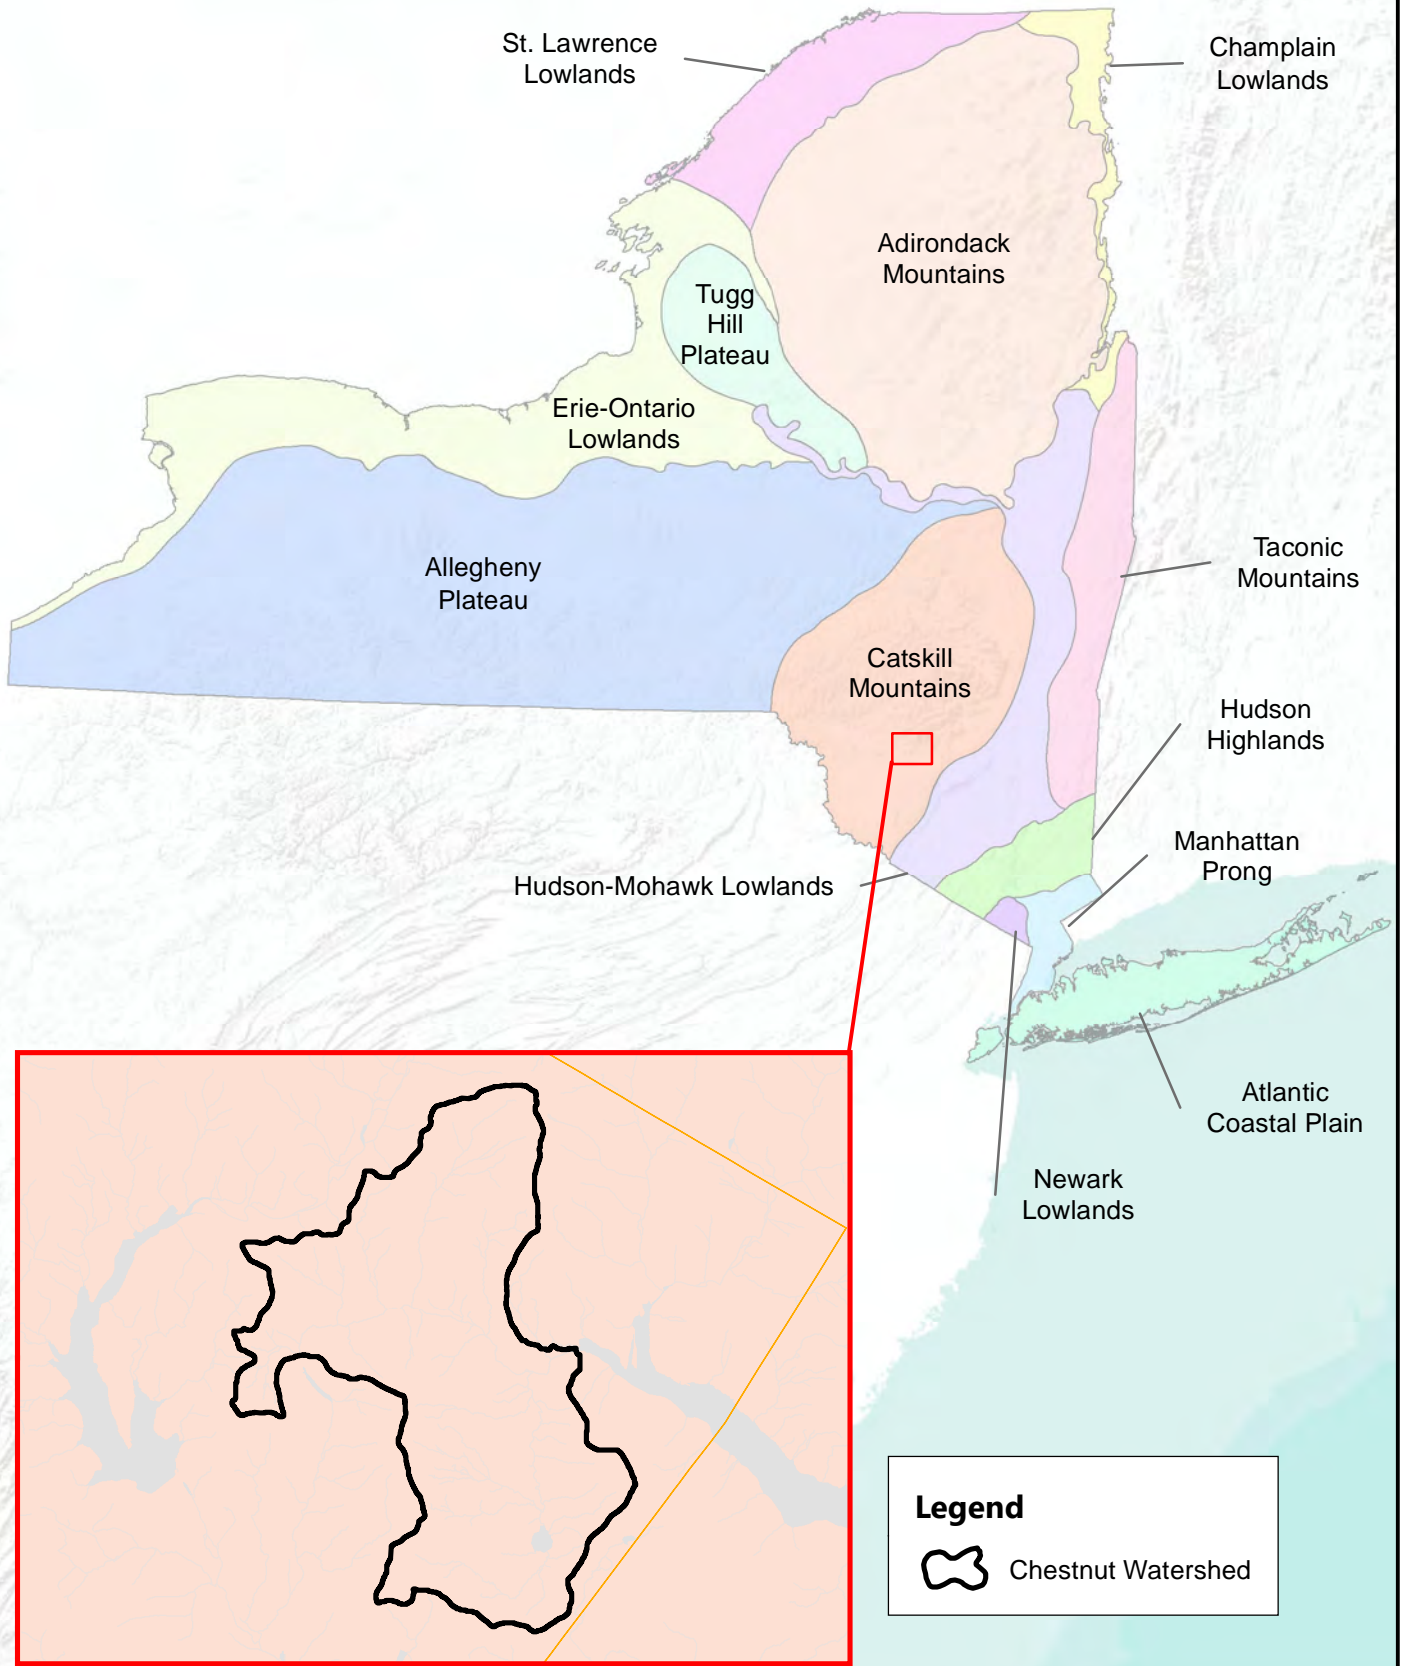 St. Lawrence
Lowlands
Champlain
Lowlands
Adirondack
Mountains
Tugg
Hill
Plateau
Erie-Ontario
Lowlands
Allegheny
Plateau
Taconic
Mountains
Catskill
Mountains
Hudson
Highlands
Manhattan
Prong
Hudson-Mohawk Lowlands
Atlantic
Coastal Plain
Newark
Lowlands
Legend
Chestnut Watershed